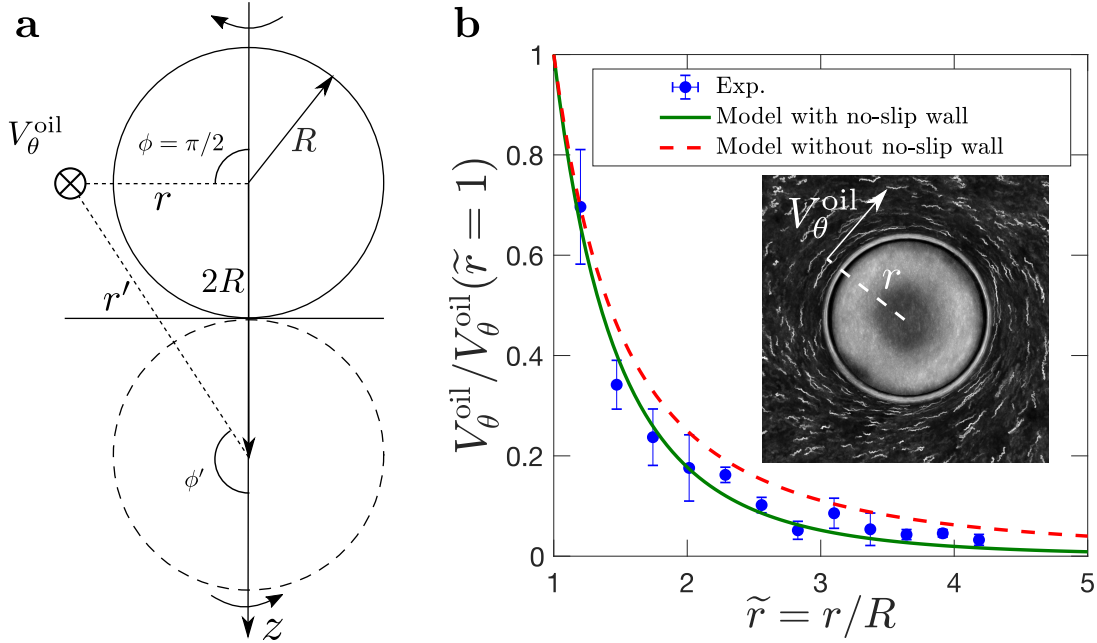 a
V_θ^oil
ϕ = π/2
R
r
2R
r′
ϕ′
z
b
Exp.
Model with no-slip wall
Model without no-slip wall
V_θ^oil
r
V_θ^oil/V_θ^oil(r̃ = 1)
1
0.8
0.6
0.4
0.2
0
1 2 3 4 5
r̃ = r/R